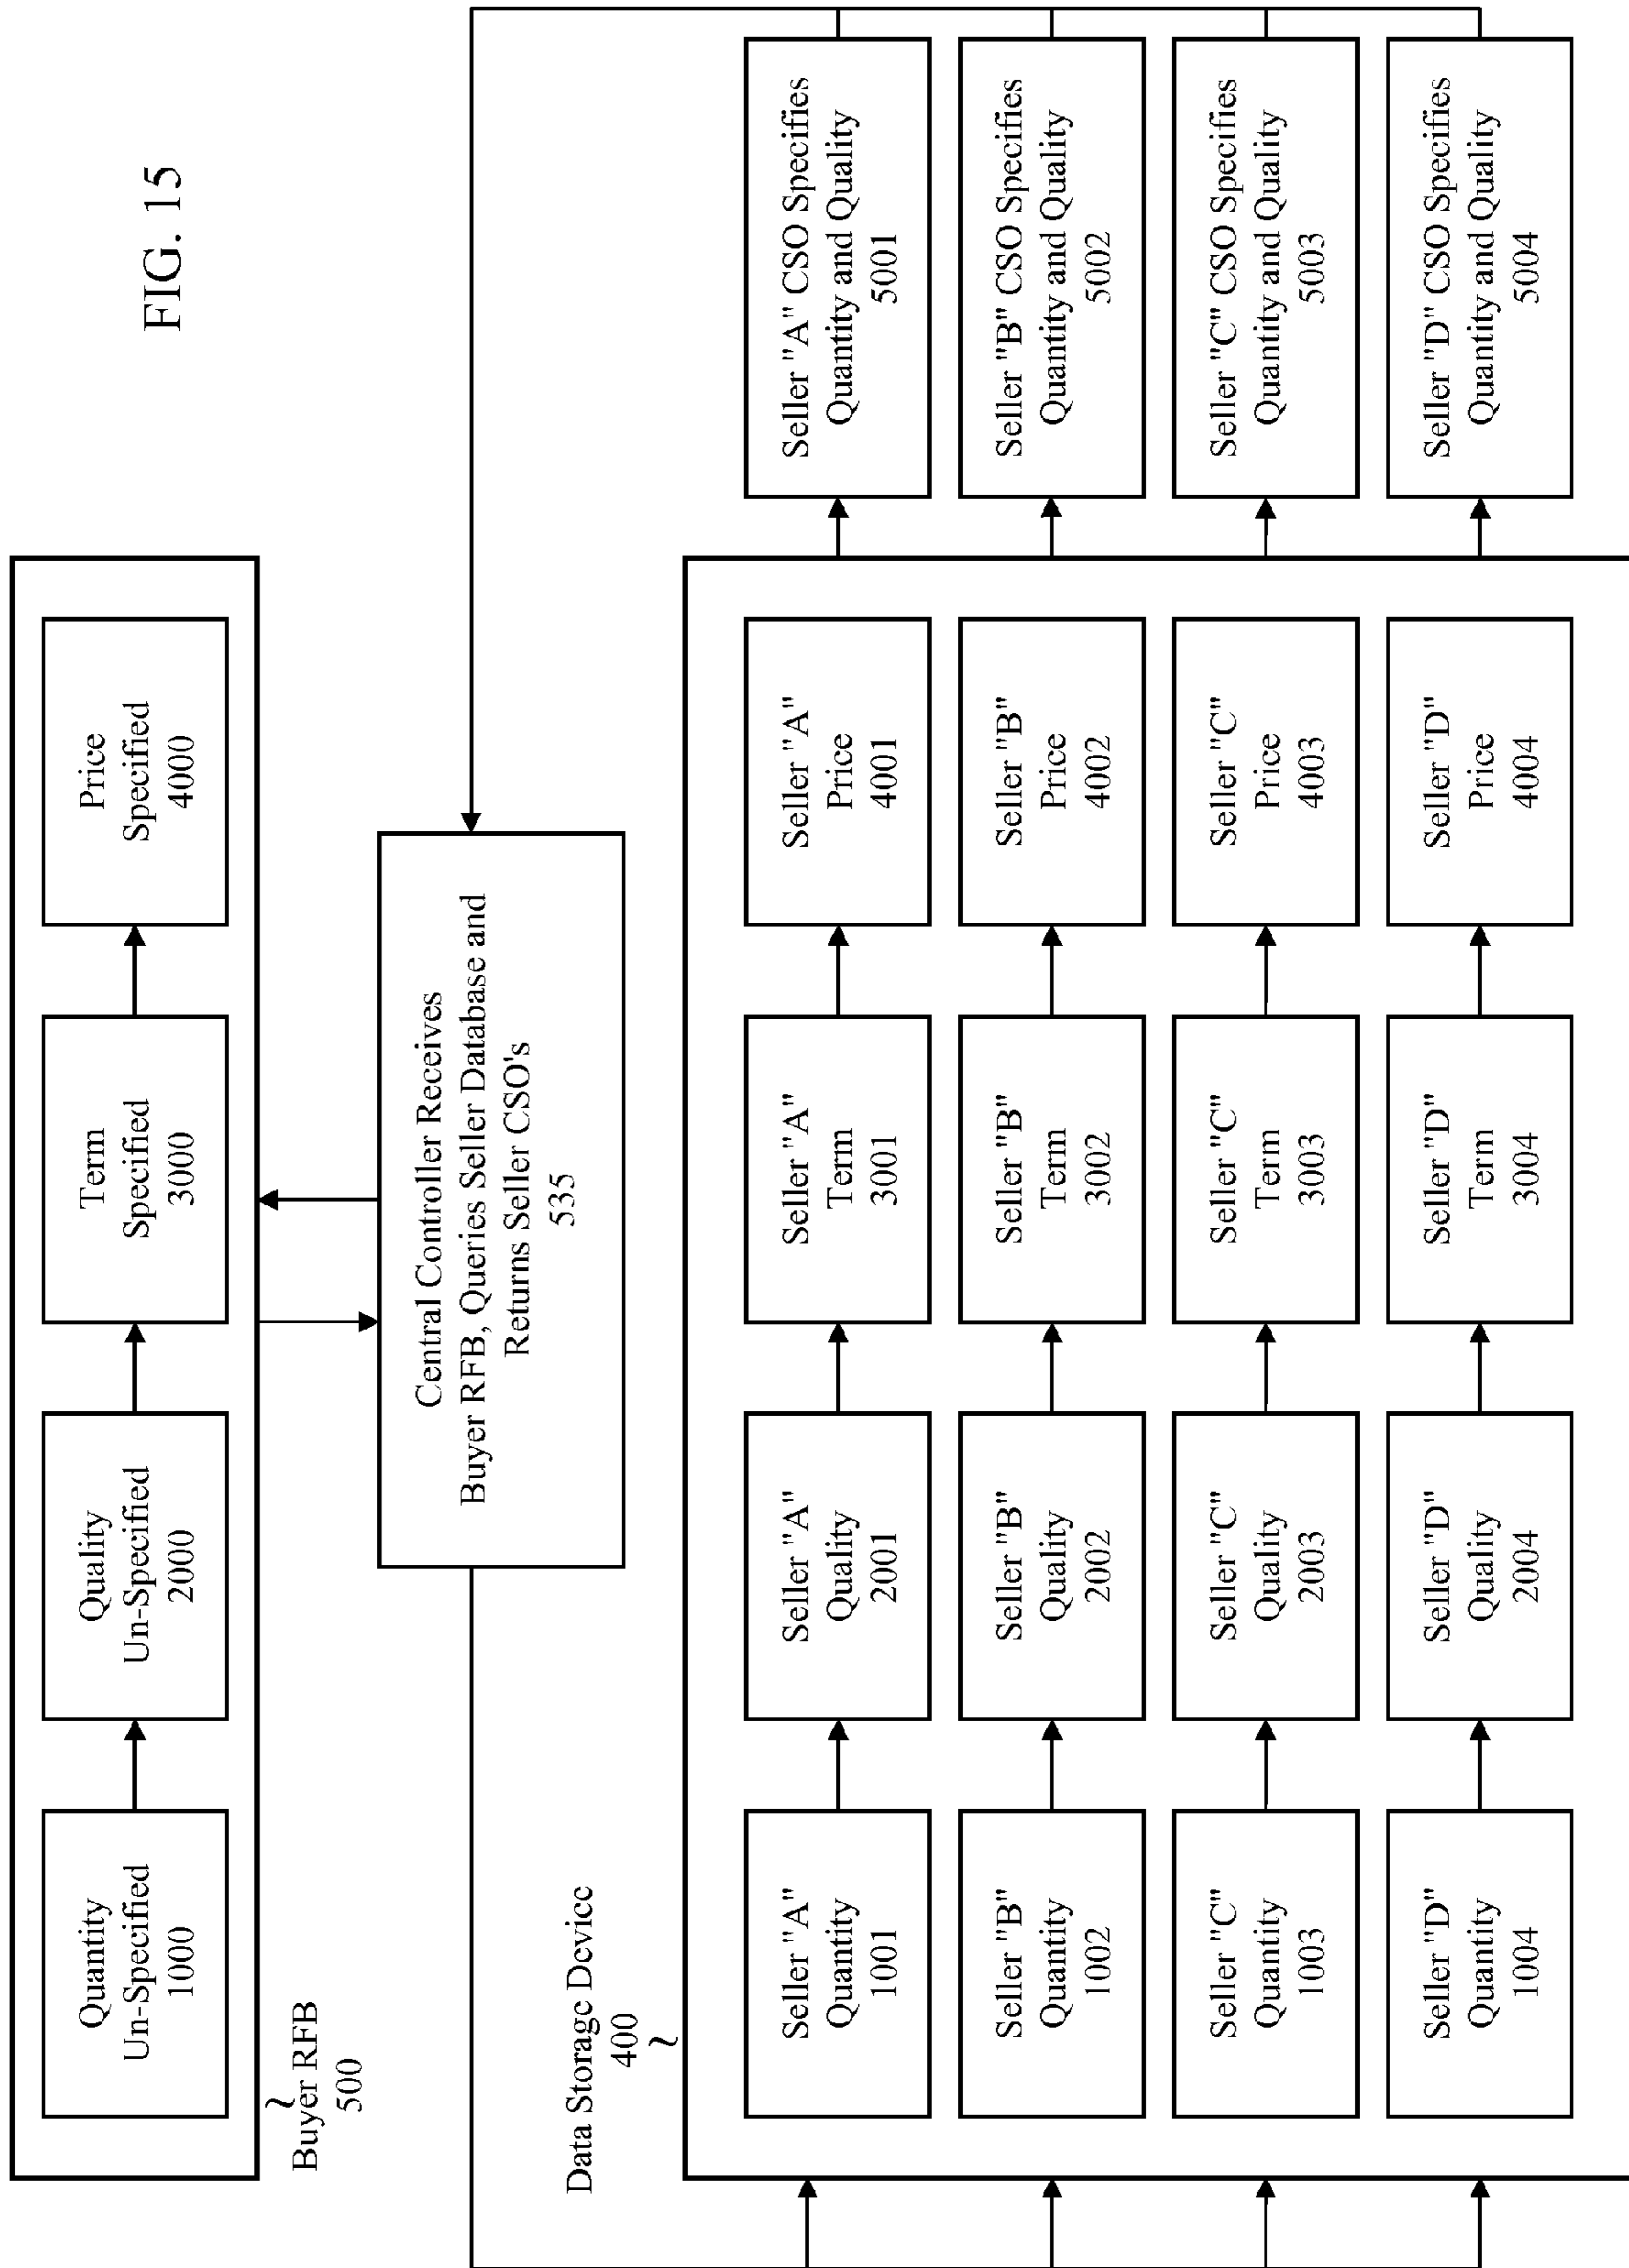 FIG. 15
Quantity
Un-Specified
1000
Quality
Un-Specified
2000
Term
Specified
3000
Price
Specified
4000
Buyer RFB
500
Central Controller Receives
Buyer RFB, Queries Seller Database and
Returns Seller CSO's
535
Data Storage Device
400
Seller "A"
Quantity
1001
Seller "A"
Quality
2001
Seller "A"
Term
3001
Seller "A"
Price
4001
Seller "A" CSO Specifies
Quantity and Quality
5001
Seller "B"
Quantity
1002
Seller "B"
Quality
2002
Seller "B"
Term
3002
Seller "B"
Price
4002
Seller "B" CSO Specifies
Quantity and Quality
5002
Seller "C"
Quantity
1003
Seller "C"
Quality
2003
Seller "C"
Term
3003
Seller "C"
Price
4003
Seller "C" CSO Specifies
Quantity and Quality
5003
Seller "D"
Quantity
1004
Seller "D"
Quality
2004
Seller "D"
Term
3004
Seller "D"
Price
4004
Seller "D" CSO Specifies
Quantity and Quality
5004